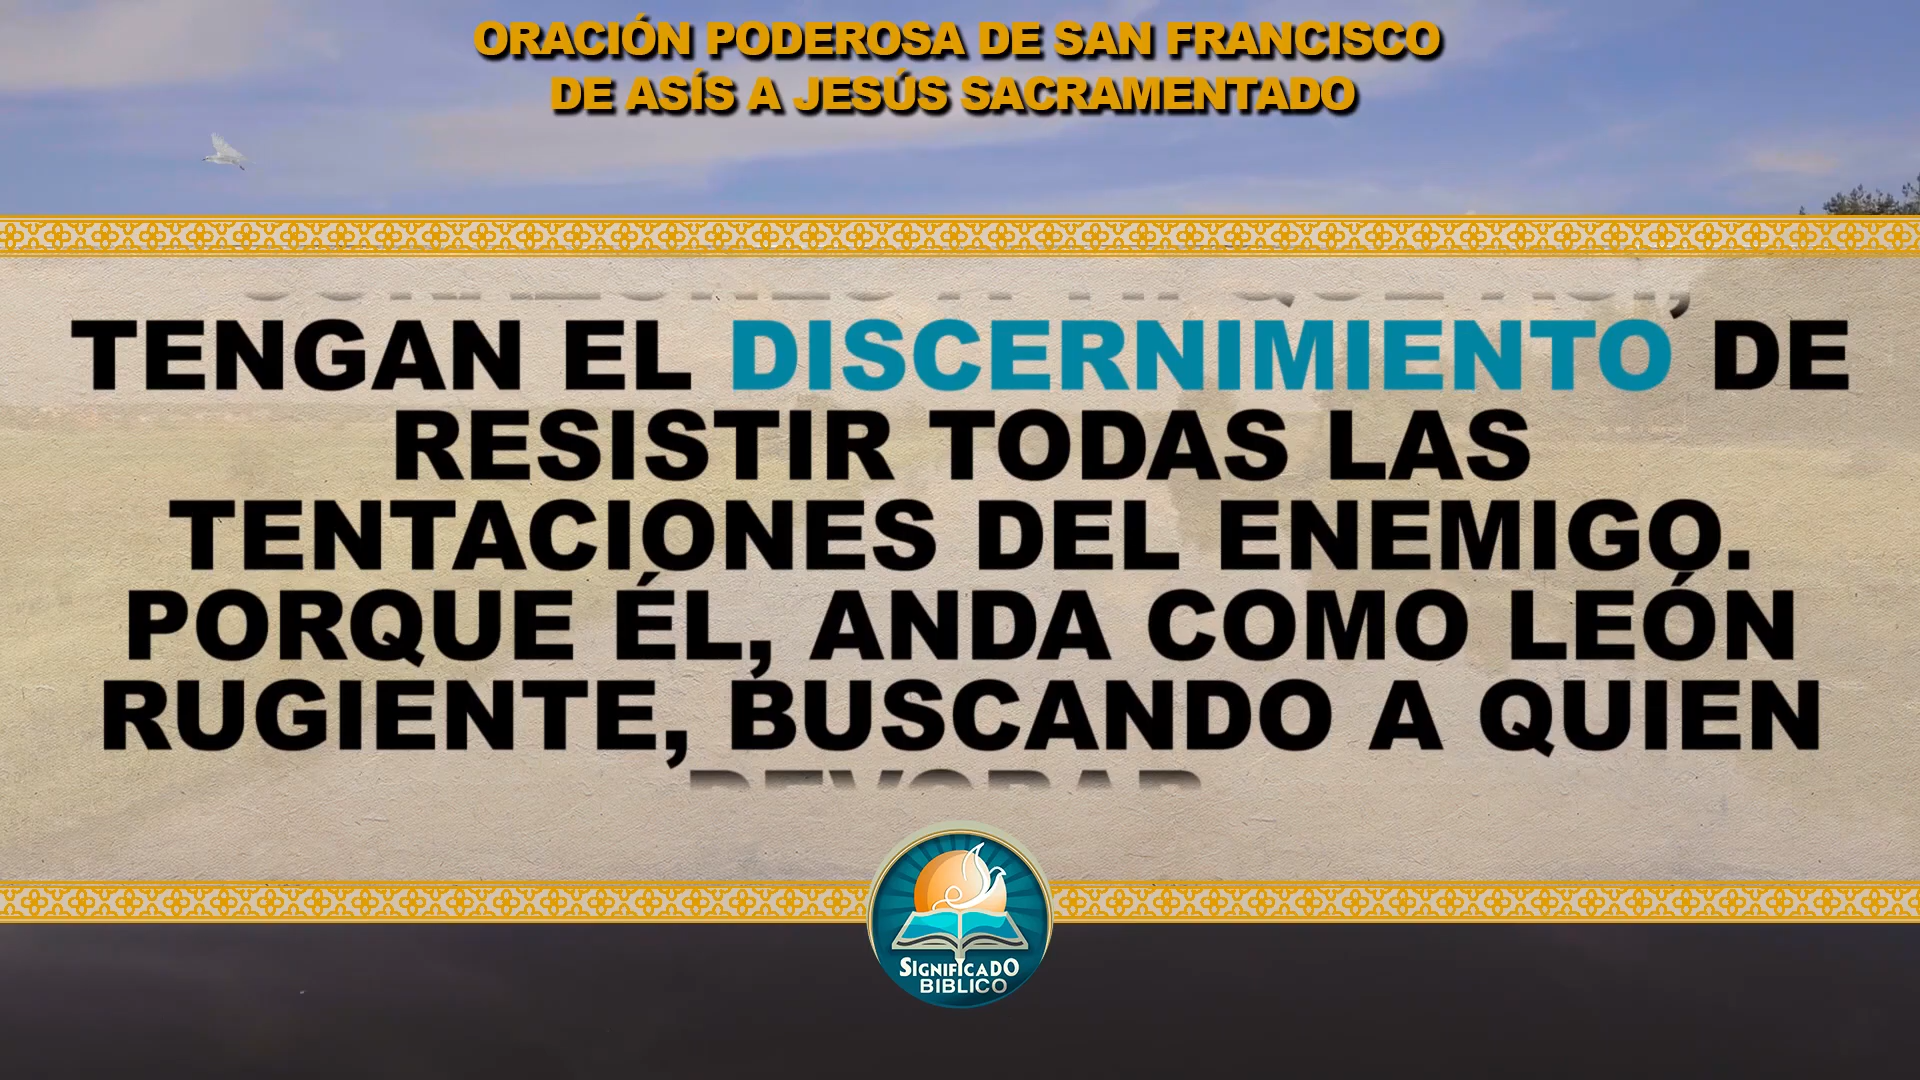 ORACIÓN PODEROSA DE SAN FRANCISCO
DE ASÍS A JESÚS SACRAMENTADO
TENGAN EL DISCERNIMIENTO DE
RESISTIR TODAS LAS
TENTACIONES DEL ENEMIGO.
PORQUE ÉL, ANDA COMO LEÓN
RUGIENTE, BUSCANDO A QUIEN
SIGNIFICADO
BIBLICO